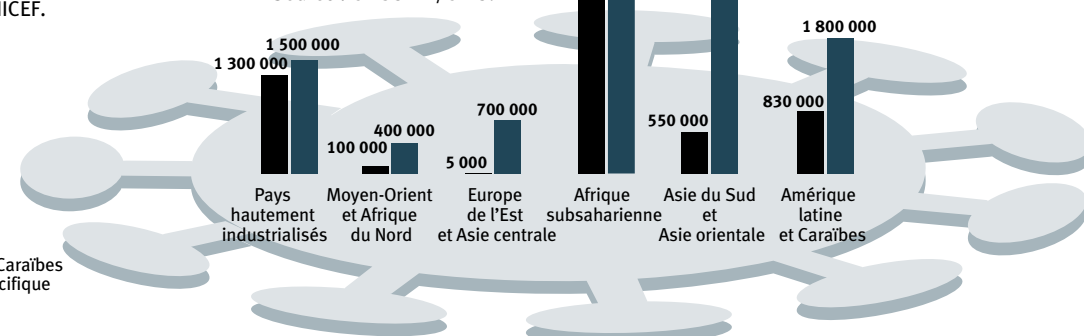 NICEF.
1 800 000
1 500 000
1 300 000
830 000
700 000
550 000
400 000
100 000
5 000
Pays
hautement
industrialisés
Moyen-Orient
et Afrique
du Nord
Europe
de l’Est
et Asie centrale
Afrique
subsaharienne
Asie du Sud
et
Asie orientale
Amérique
latine
et Caraïbes
Caraïbes
cifique